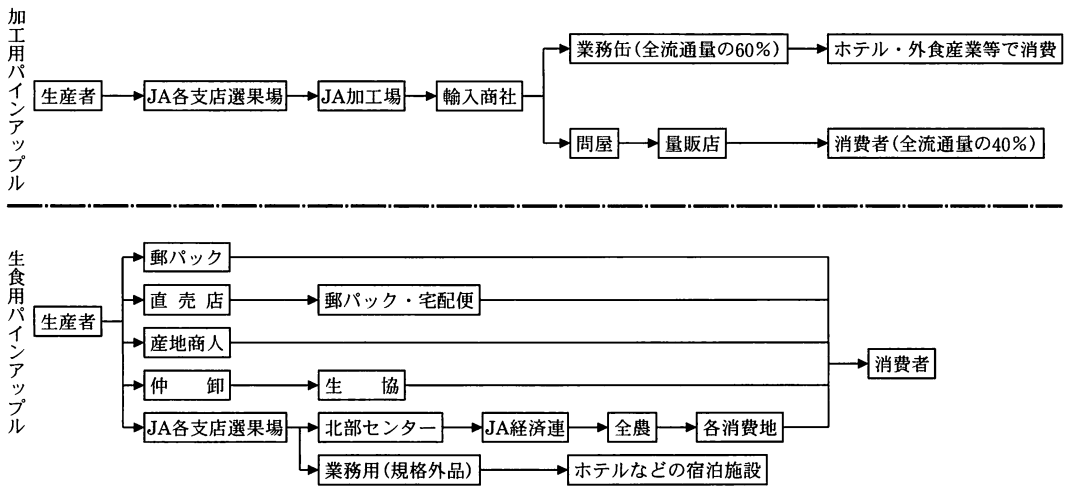 加工用パインアップル
業務缶(全流通量の60%)
ホテル・外食産業等で消費
生産者
JA各支店選果場
JA加工場
輸入商社
問屋
量販店
消費者(全流通量の40%)
生食用パインアップル
郵パック
直売店
郵パック・宅配便
生産者
産地商人
消費者
仲卸
生協
JA各支店選果場
北部センター
JA経済連
全農
各消費地
業務用(規格外品)
ホテルなどの宿泊施設